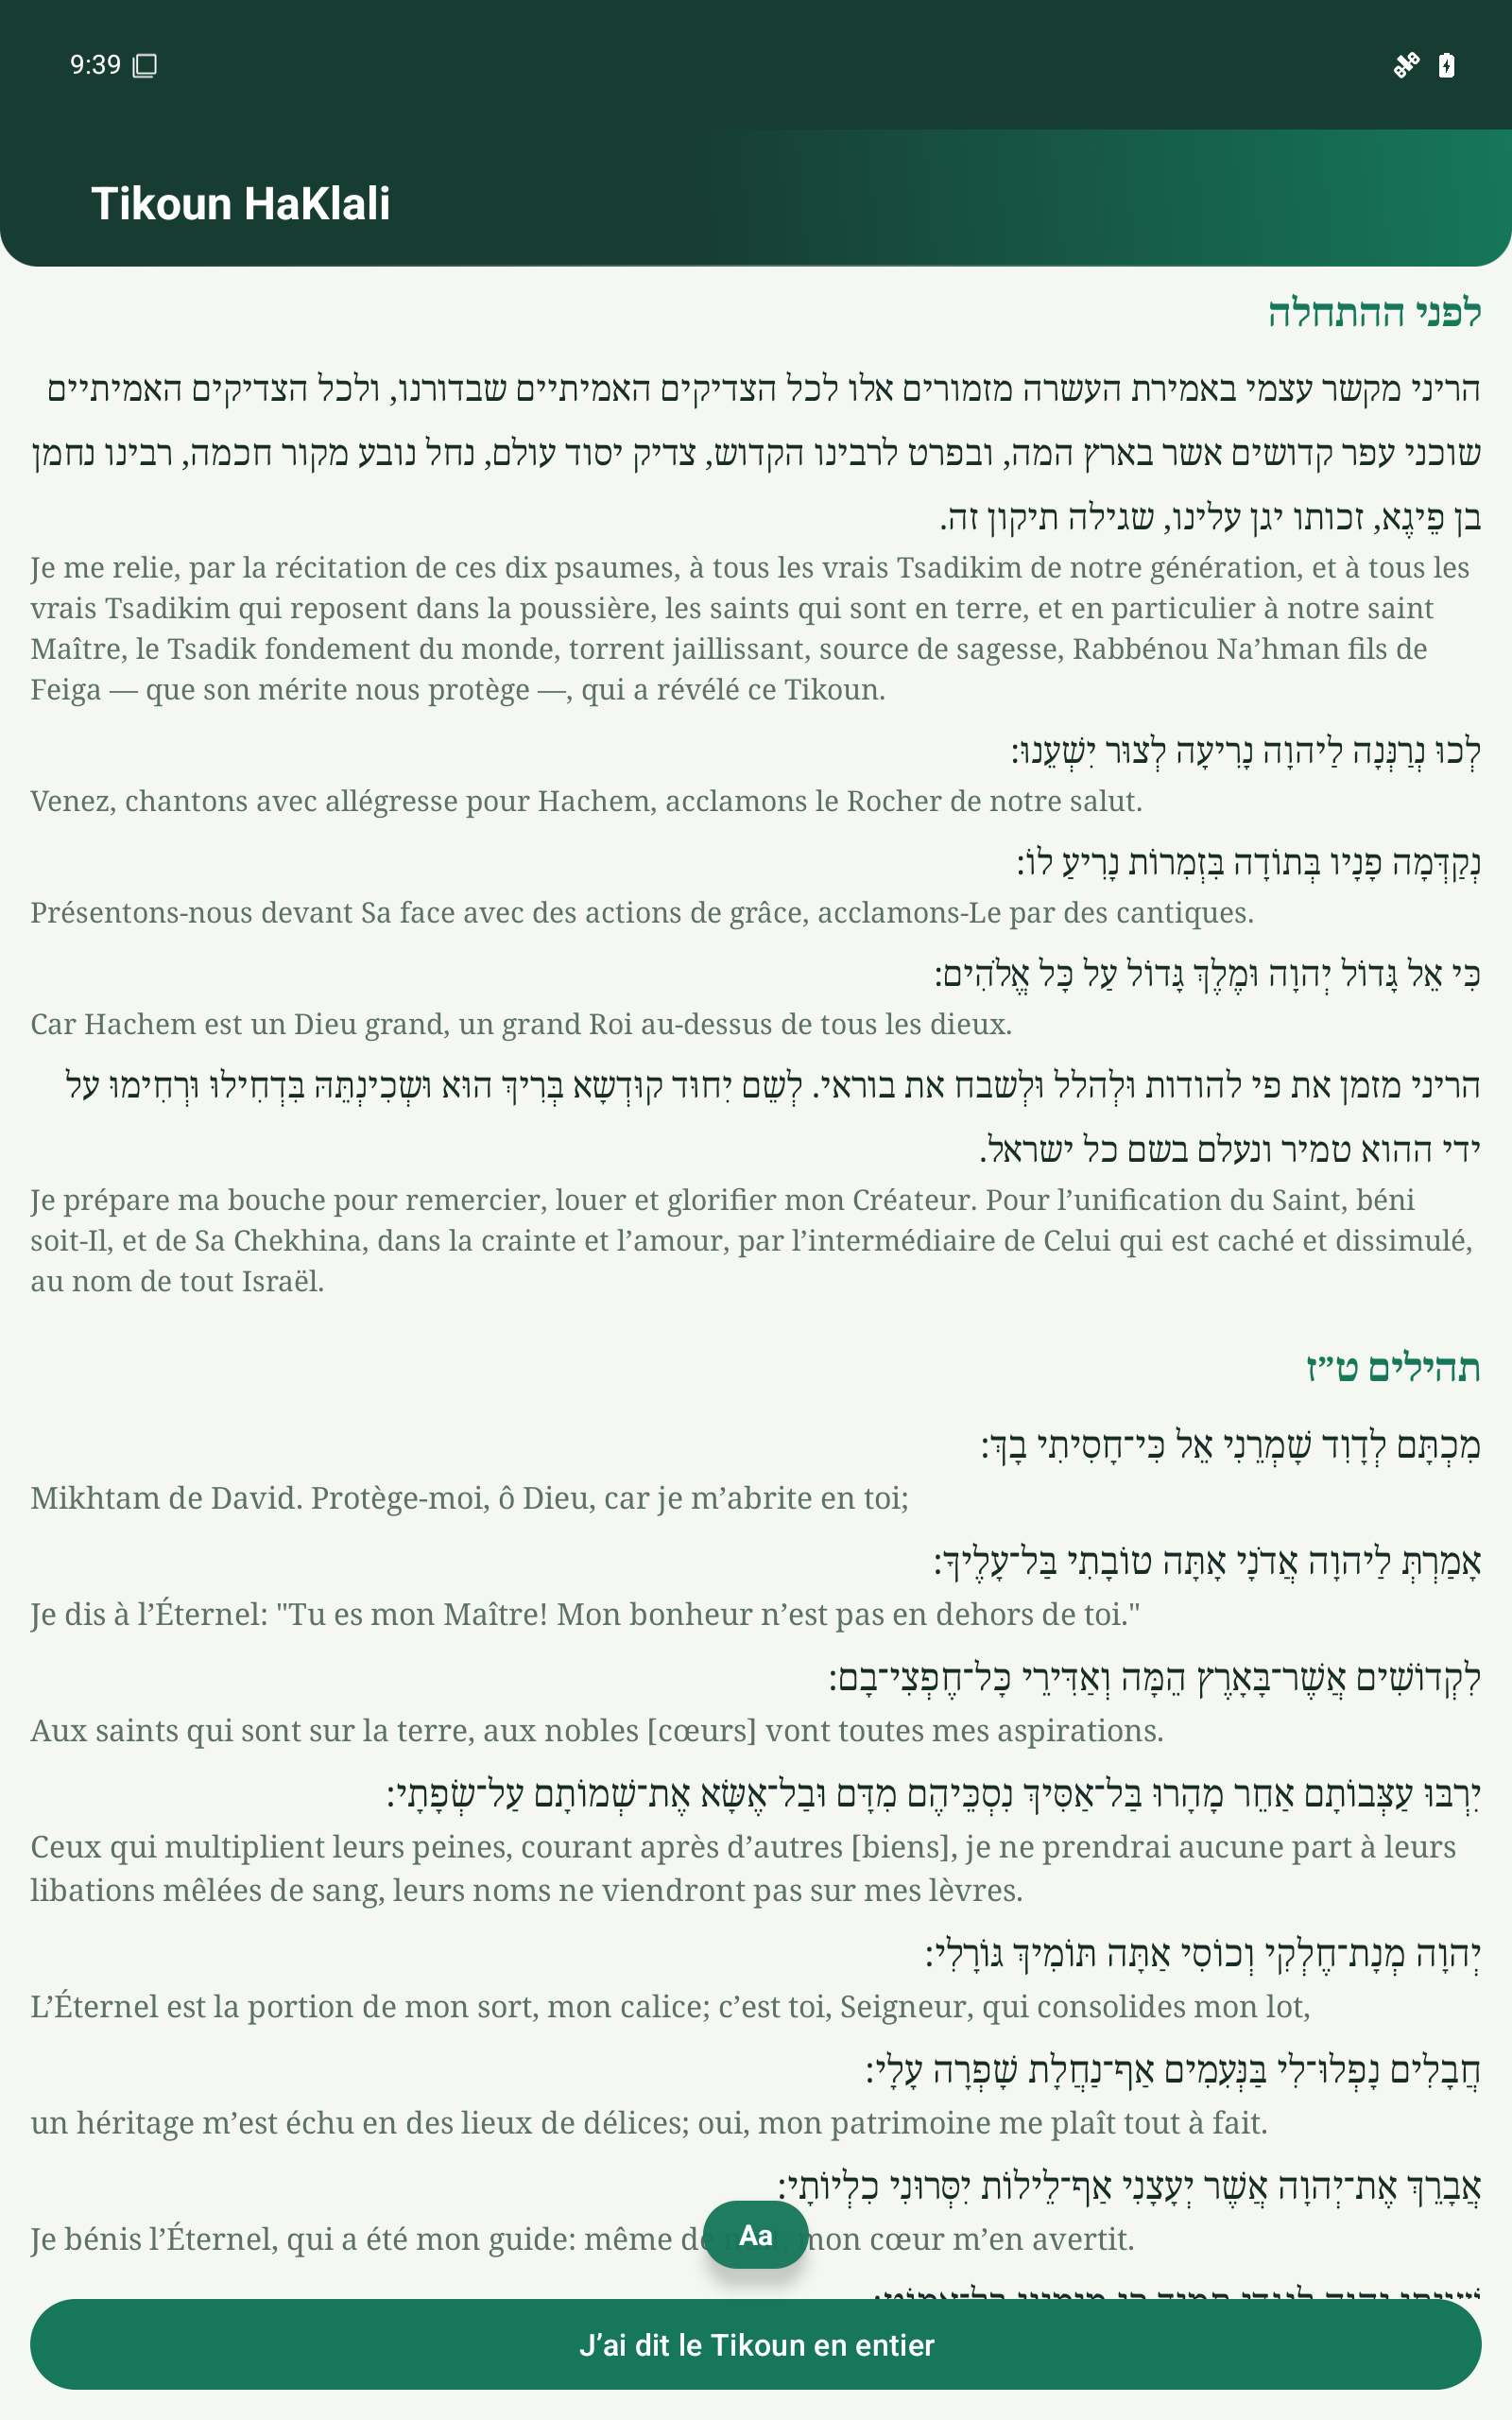 9:39
Tikoun HaKlali
לפני ההתחלה
הריני מקשר עצמי באמירת העשרה מזמורים אלו לכל הצדיקים האמיתיים שבדורנו, ולכל הצדיקים האמיתיים
שוכני עפר קדושים אשר בארץ המה, ובפרט לרבינו הקדוש, צדיק יסוד עולם, נחל נובע מקור חכמה, רבינו נחמן
בן פֵיגֶא, זכותו יגן עלינו, שגילה תיקון זה.
Je me relie, par la récitation de ces dix psaumes, à tous les vrais Tsadikim de notre génération, et à tous les
vrais Tsadikim qui reposent dans la poussière, les saints qui sont en terre, et en particulier à notre saint
Maître, le Tsadik fondement du monde, torrent jaillissant, source de sagesse, Rabbénou Na’hman fils de
Feiga — que son mérite nous protège —, qui a révélé ce Tikoun.
לְכוּ נְרַנְּנָה לַיהוָה נָרִיעָה לְצוּר יִשְׁעֵנוּ:
Venez, chantons avec allégresse pour Hachem, acclamons le Rocher de notre salut.
נְקַדְּמָה פָנָיו בְּתוֹדָה בִּזְמִרוֹת נָרִיעַ לוֹ:
Présentons-nous devant Sa face avec des actions de grâce, acclamons-Le par des cantiques.
כִּי אֵל גָּדוֹל יְהוָה וּמֶלֶךְ גָּדוֹל עַל כָּל אֱלֹהִים:
Car Hachem est un Dieu grand, un grand Roi au-dessus de tous les dieux.
הריני מזמן את פי להודות וּלְהלל וּלְשבח את בוראי. לְשֵׁם יִחוּד קוּדְשָׁא בְּרִיךְ הוּא וּשְׁכִינְתֵּהּ בִּדְחִילוּ וּרְחִימוּ על
ידי ההוא טמיר ונעלם בשם כל ישראל.
Je prépare ma bouche pour remercier, louer et glorifier mon Créateur. Pour l’unification du Saint, béni
soit-Il, et de Sa Chekhina, dans la crainte et l’amour, par l’intermédiaire de Celui qui est caché et dissimulé,
au nom de tout Israël.
תהילים ט”ז
מִכְתָּם לְדָוִד שָׁמְרֵנִי אֵל כִּי־חָסִיתִי בָךְ:
Mikhtam de David. Protège-moi, ô Dieu, car je m’abrite en toi;
אָמַרְתְּ לַיהוָה אֲדֹנָי אָתָּה טוֹבָתִי בַּל־עָלֶיךָ:
Je dis à l’Éternel: "Tu es mon Maître! Mon bonheur n’est pas en dehors de toi."
לִקְדוֹשִׁים אֲשֶׁר־בָּאָרֶץ הֵמָּה וְאַדִּירֵי כָּל־חֶפְצִי־בָם:
Aux saints qui sont sur la terre, aux nobles [cœurs] vont toutes mes aspirations.
יִרְבּוּ עַצְּבוֹתָם אַחֵר מָהָרוּ בַּל־אַסִּיךְ נִסְכֵּיהֶם מִדָּם וּבַל־אֶשָּׂא אֶת־שְׁמוֹתָם עַל־שְׂפָתָי:
Ceux qui multiplient leurs peines, courant après d’autres [biens], je ne prendrai aucune part à leurs
libations mêlées de sang, leurs noms ne viendront pas sur mes lèvres.
יְהוָה מְנָת־חֶלְקִי וְכוֹסִי אַתָּה תּוֹמִיךְ גּוֹרָלִי:
L’Éternel est la portion de mon sort, mon calice; c’est toi, Seigneur, qui consolides mon lot,
חֲבָלִים נָפְלוּ־לִי בַּנְּעִמִים אַף־נַחֲלָת שָׁפְרָה עָלָי:
un héritage m’est échu en des lieux de délices; oui, mon patrimoine me plaît tout à fait.
אֲבָרֵךְ אֶת־יְהוָה אֲשֶׁר יְעָצָנִי אַף־לֵילוֹת יִסְּרוּנִי כִלְיוֹתָי:
Je bénis l’Éternel, qui a été mon guide: même mon cœur m’en avertit.
Aa
J’ai dit le Tikoun en entier